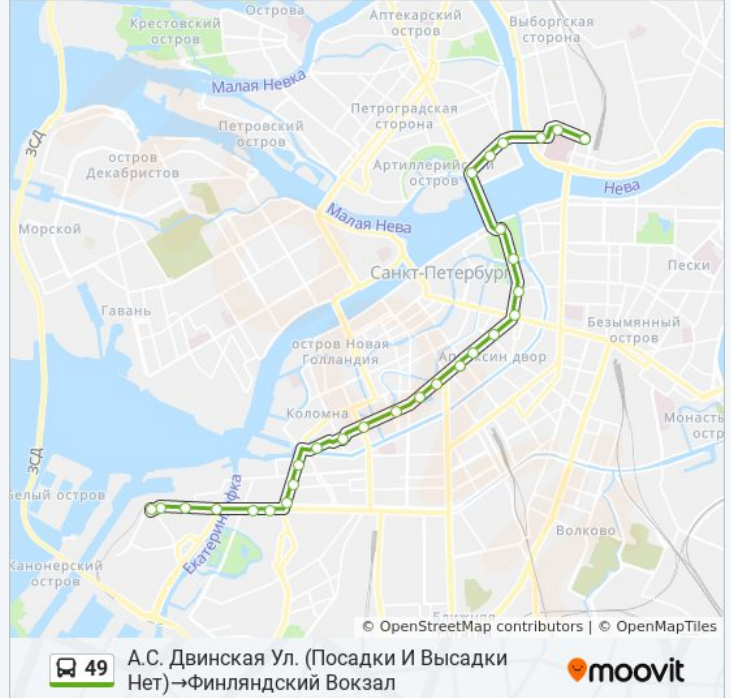 Острова
Крестовский
остров
Аптекарский
остров
Выборгская
сторона
Малая Невка
Петроградская
сторона
Петровский
остров
ЗСД
остров
Декабристов
Артиллерийский
остров
Нева
Малая Нева
Морской
Санкт-Петербург
Пески
Гавань
Безымянный
остров
остров Новая
Голландия
Апраксин двор
Коломна
Монасты
остр
ЗСД
Белый остров
Екатерингофка
Волково
Канонерский
остров
Ближняя
© OpenStreetMap contributors | © OpenMapTiles
49
А.С. Двинская Ул. (Посадки И Высадки
Нет)→Финляндский Вокзал
moovit